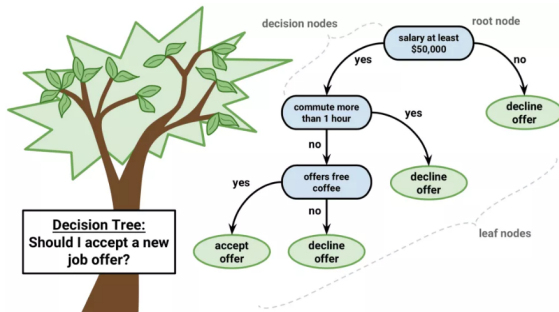 decision nodes
root node
salary at least
$50,000
yes
no
commute more
than 1 hour
decline
offer
yes
no
offers free
coffee
decline
offer
yes
no
Decision Tree:
Should I accept a new
job offer?
accept
offer
decline
offer
leaf nodes